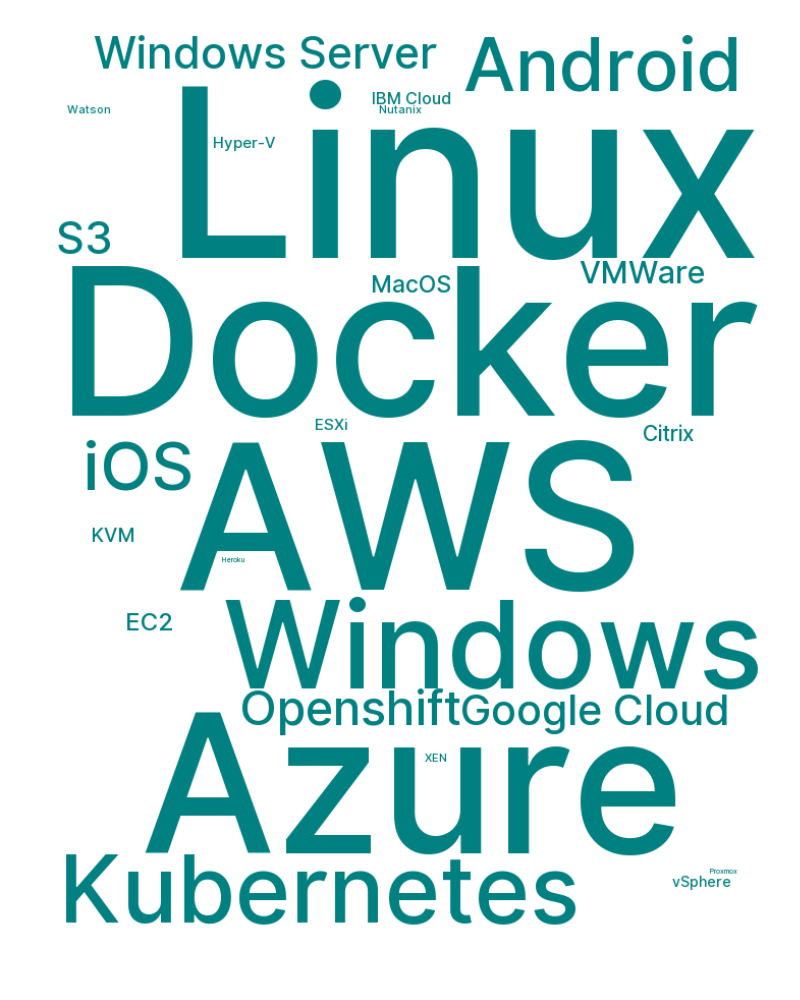 Windows Server
Android
IBM Cloud
Watson
Nutanix
Linux
Hyper-V
S3
VMWare
MacOS
Docker
ESXi
Citrix
iOS
AWS
KVM
Heroku
EC2
Windows
Openshift
Google Cloud
XEN
Azure
Proxmox
vSphere
Kubernetes